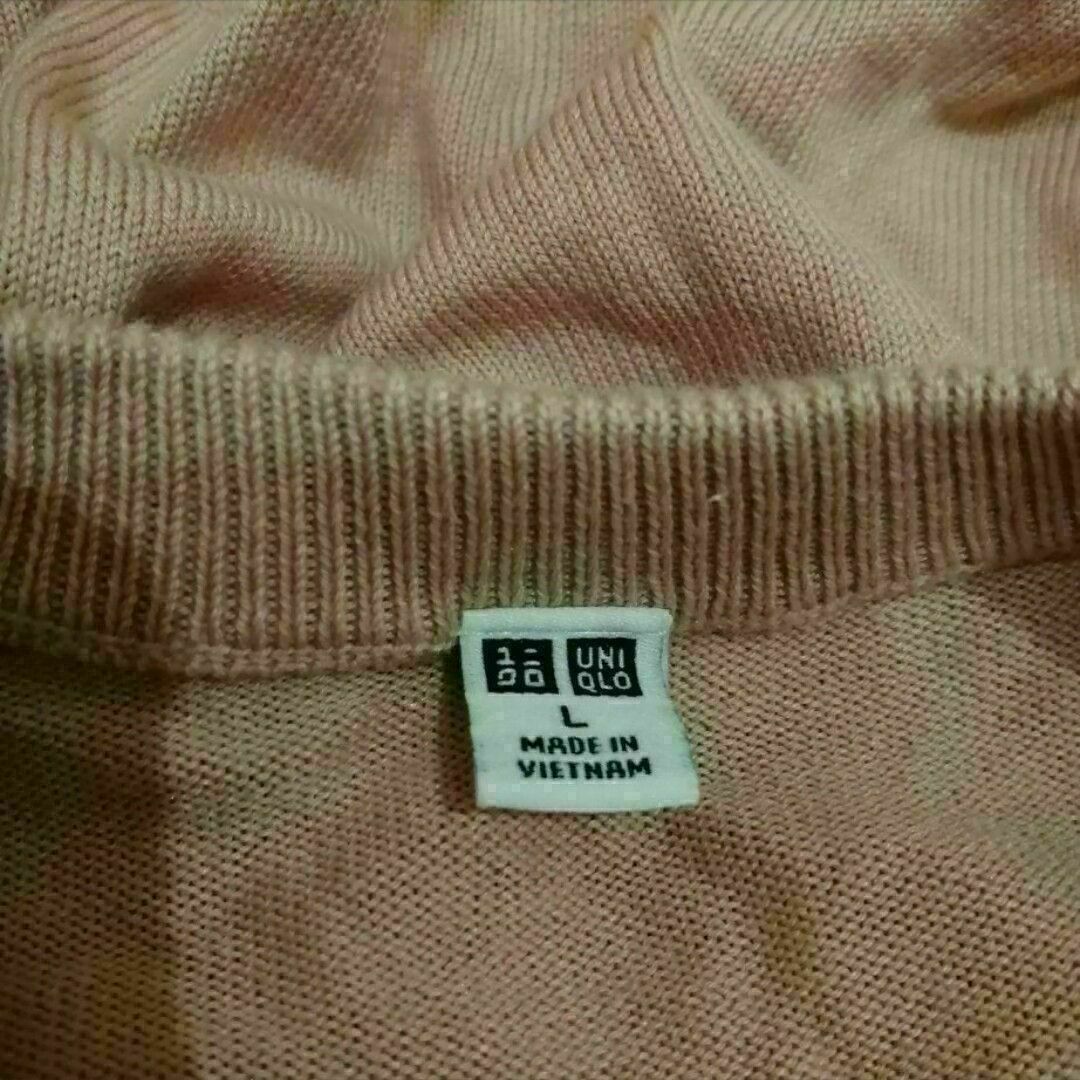 ユニ UNI
クロ QLO
L
MADE IN
VIETNAM